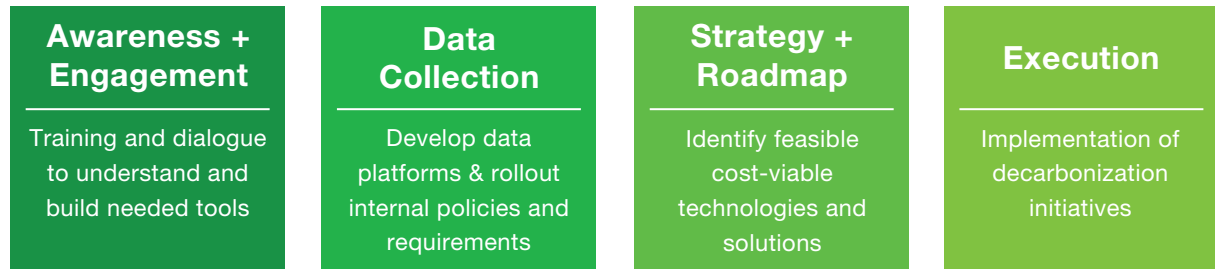 Awareness +
Engagement
Training and dialogue
to understand and
build needed tools
Data
Collection
Develop data
platforms & rollout
internal policies and
requirements
Strategy +
Roadmap
Identify feasible
cost-viable
technologies and
solutions
Execution
Implementation of
decarbonization
initiatives